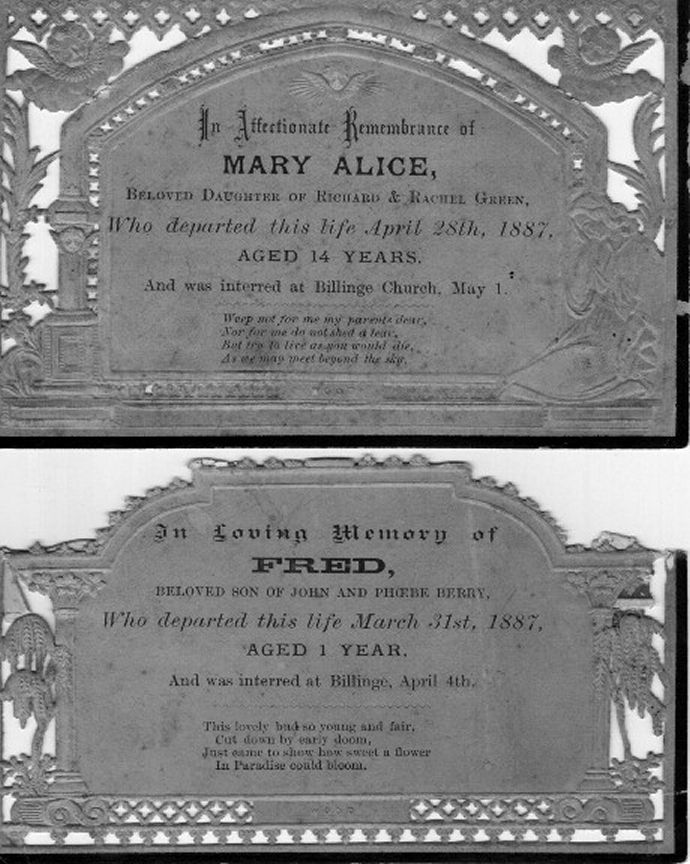 In Affectionate Remembrance of
MARY ALICE,
BELOVED DAUGHTER OF RICHARD & RACHEL GREEN,
Who departed this life April 28th, 1887,
AGED 14 YEARS.
And was interred at Billinge Church, May 1.
Weep not for me my parents dear,
Nor for me do not shed a tear,
But try to live as you would die,
As we may meet beyond the sky.
In Loving Memory of
FRED,
BELOVED SON OF JOHN AND PHŒBE BERRY,
Who departed this life March 31st, 1887,
AGED 1 YEAR.
And was interred at Billinge, April 4th.
This lovely bud so young and fair,
Cut down by early doom,
Just came to show how sweet a flower
In Paradise could bloom.